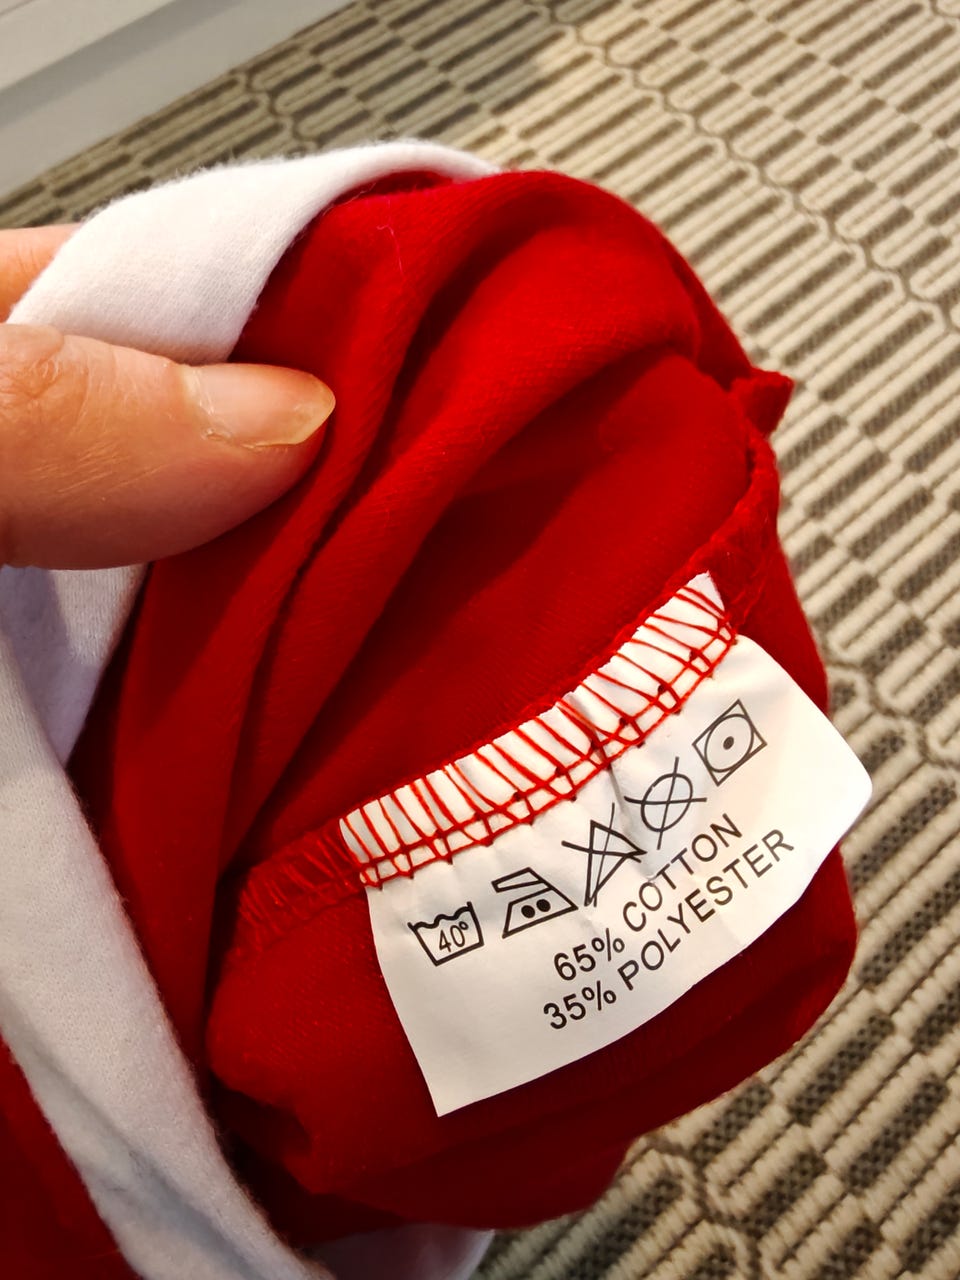 40°
65% COTTON
35% POLYESTER